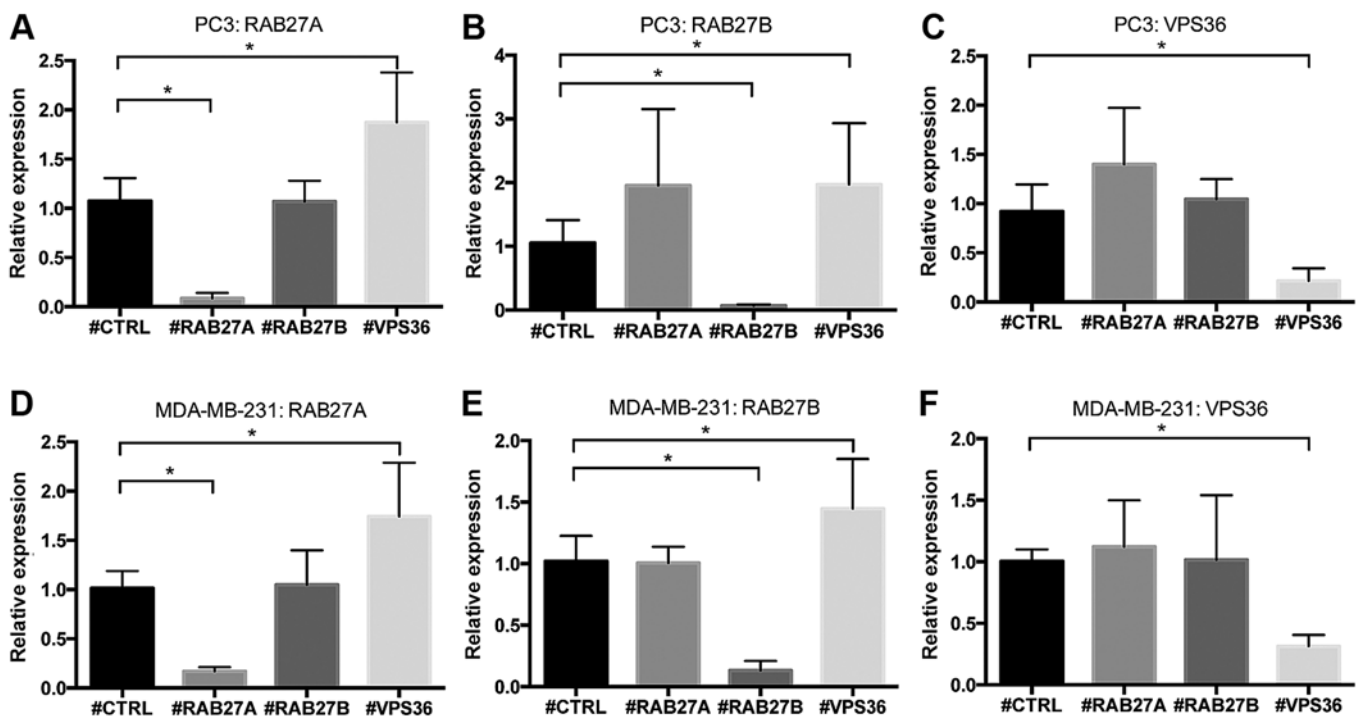 A
PC3: RAB27A
Relative expression
2.5
2.0
1.5
1.0
0.5
0.0
*
*
#CTRL #RAB27A #RAB27B #VPS36
B
PC3: RAB27B
Relative expression
4
3
2
1
0
*
*
#CTRL #RAB27A #RAB27B #VPS36
C
PC3: VPS36
Relative expression
2.5
2.0
1.5
1.0
0.5
0.0
*
#CTRL #RAB27A #RAB27B #VPS36
D
MDA-MB-231: RAB27A
Relative expression
2.5
2.0
1.5
1.0
0.5
0.0
*
*
#CTRL #RAB27A #RAB27B #VPS36
E
MDA-MB-231: RAB27B
Relative expression
2.0
1.5
1.0
0.5
0.0
*
*
#CTRL #RAB27A #RAB27B #VPS36
F
MDA-MB-231: VPS36
Relative expression
2.0
1.5
1.0
0.5
0.0
*
#CTRL #RAB27A #RAB27B #VPS36